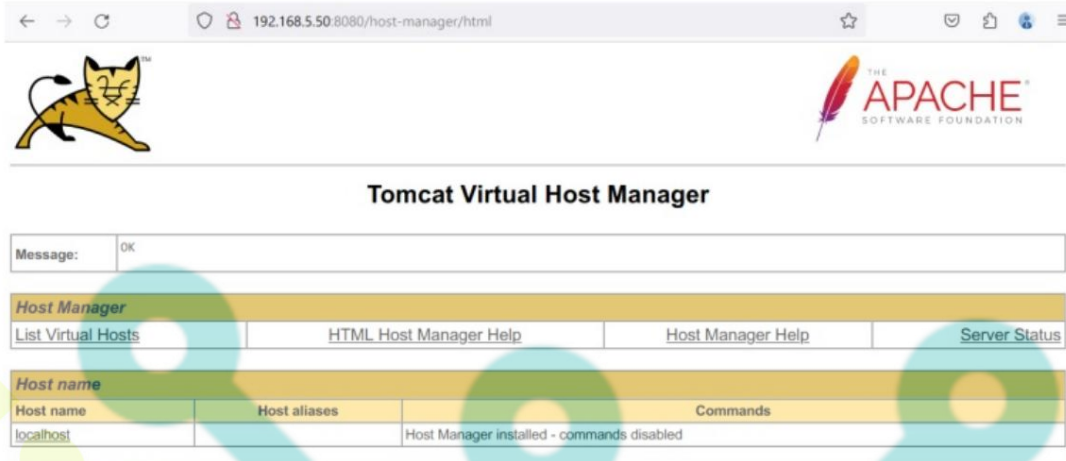 192.168.5.50:8080/host-manager/html
TM
THE
APACHE®
SOFTWARE FOUNDATION
Tomcat Virtual Host Manager
Message: OK
Host Manager
List Virtual Hosts HTML Host Manager Help Host Manager Help Server Status
Host name
Host name Host aliases Commands
localhost Host Manager installed - commands disabled